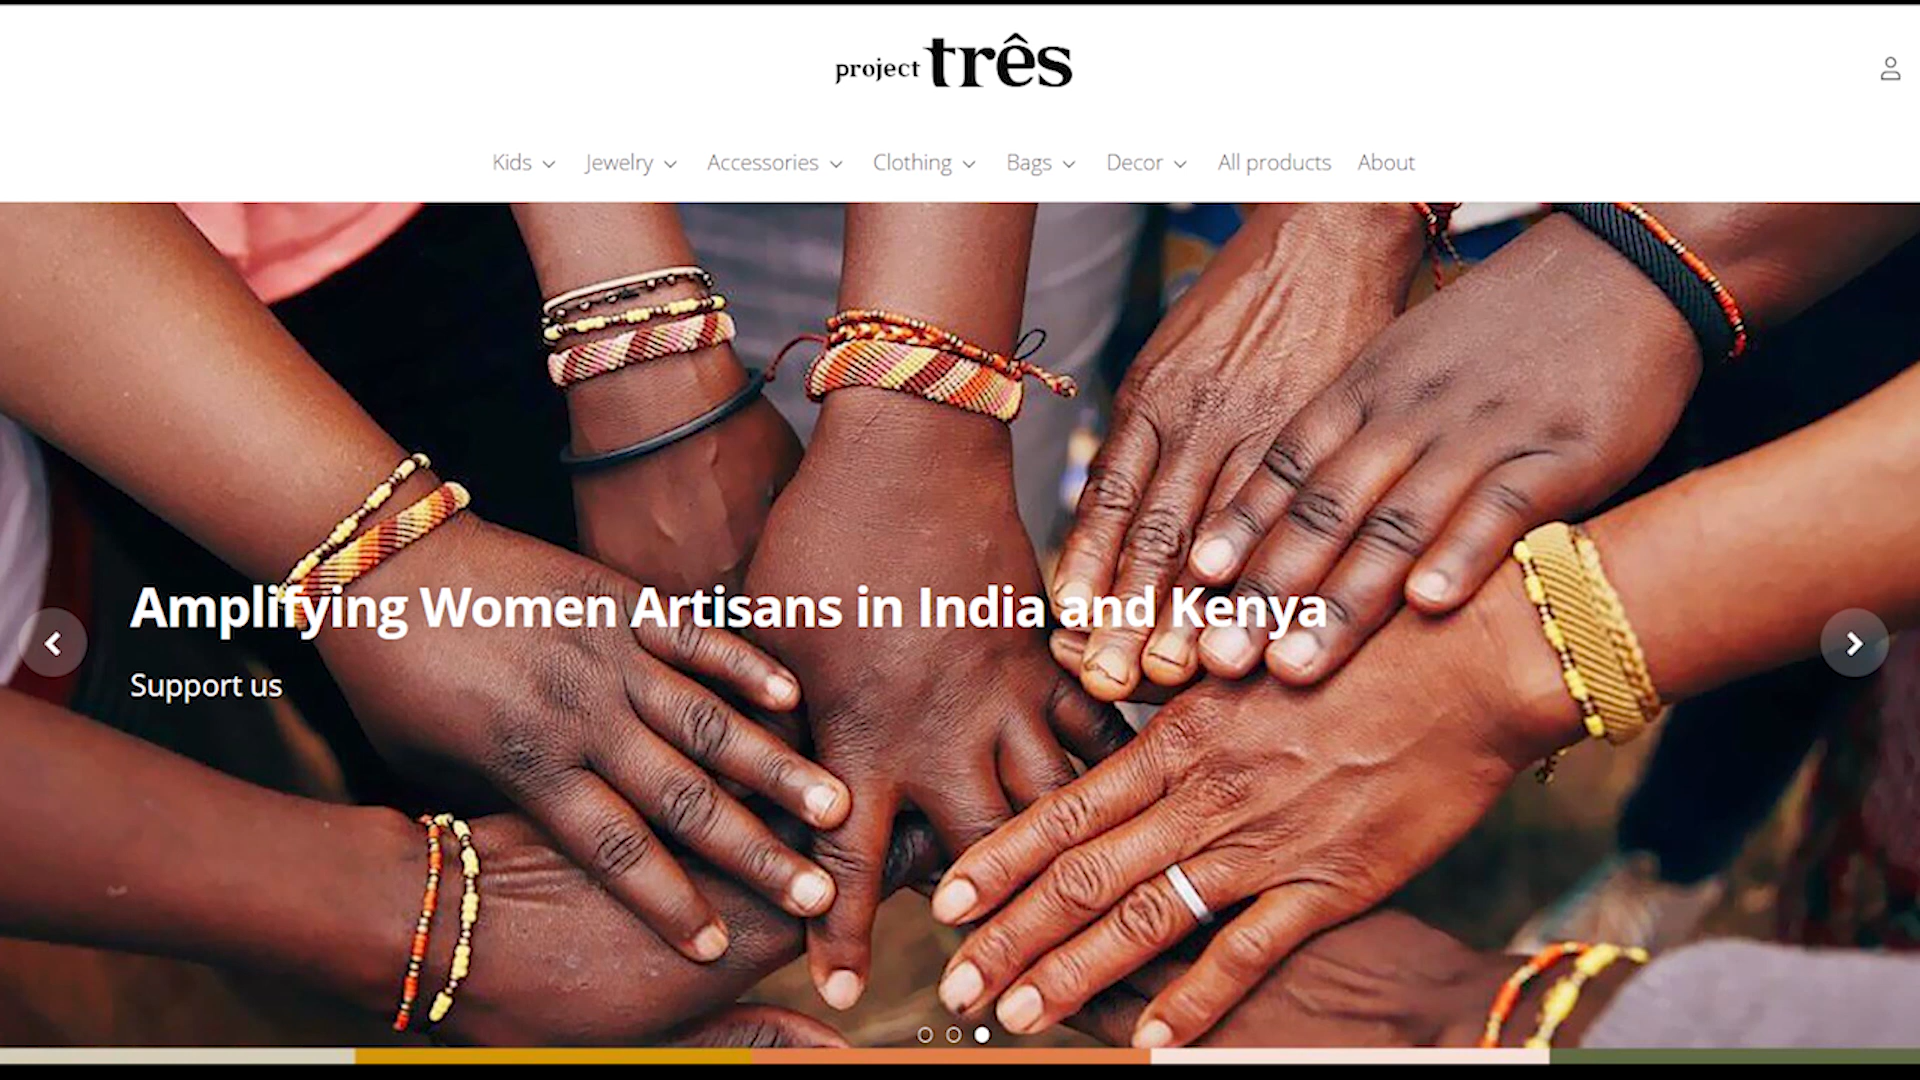 project três
Kids Jewelry Accessories Clothing Bags Decor All products About
Amplifying Women Artisans in India and Kenya
Support us